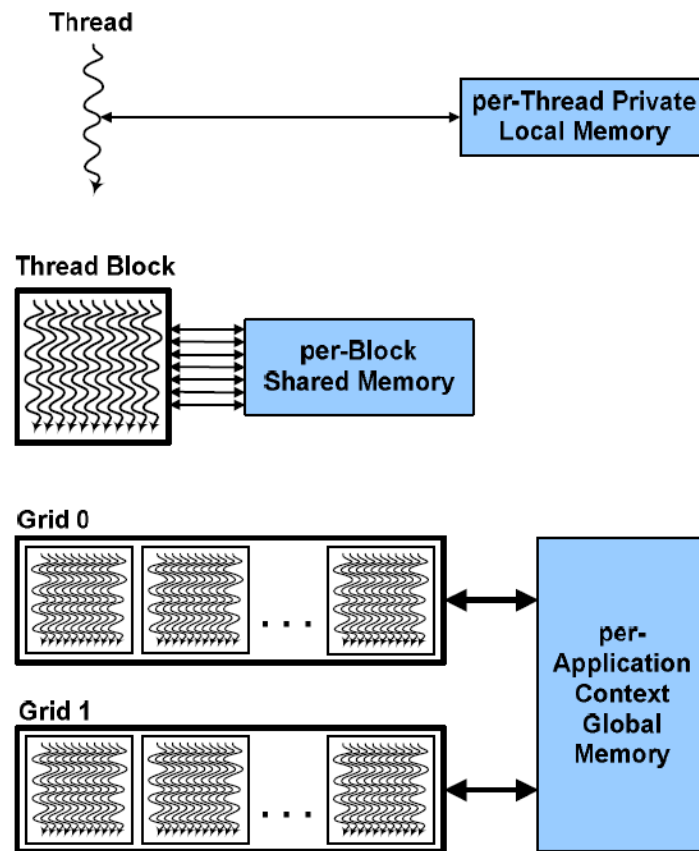 Thread
per-Thread Private
Local Memory
Thread Block
per-Block
Shared Memory
Grid 0
. . .
Grid 1
. . .
per-
Application
Context
Global
Memory